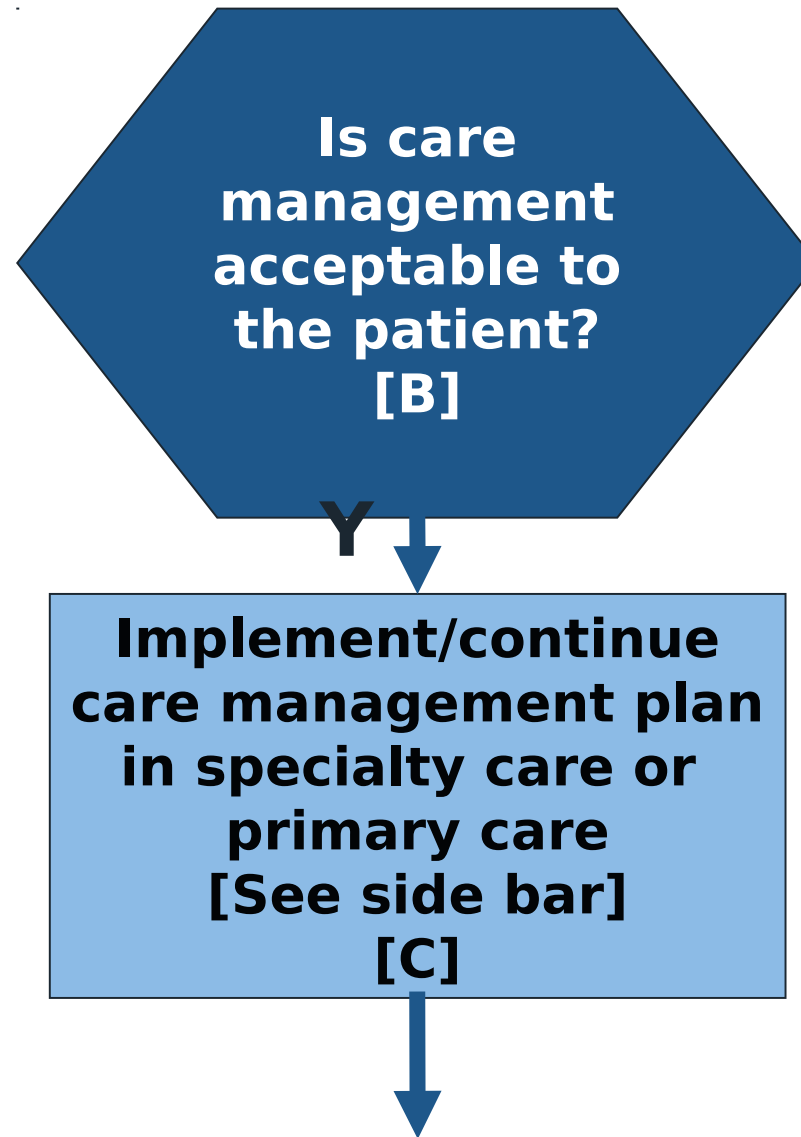 Is care
management
acceptable to
the patient?
[B]
Y
Implement/continue
care management plan
in specialty care or
primary care
[See side bar]
[C]